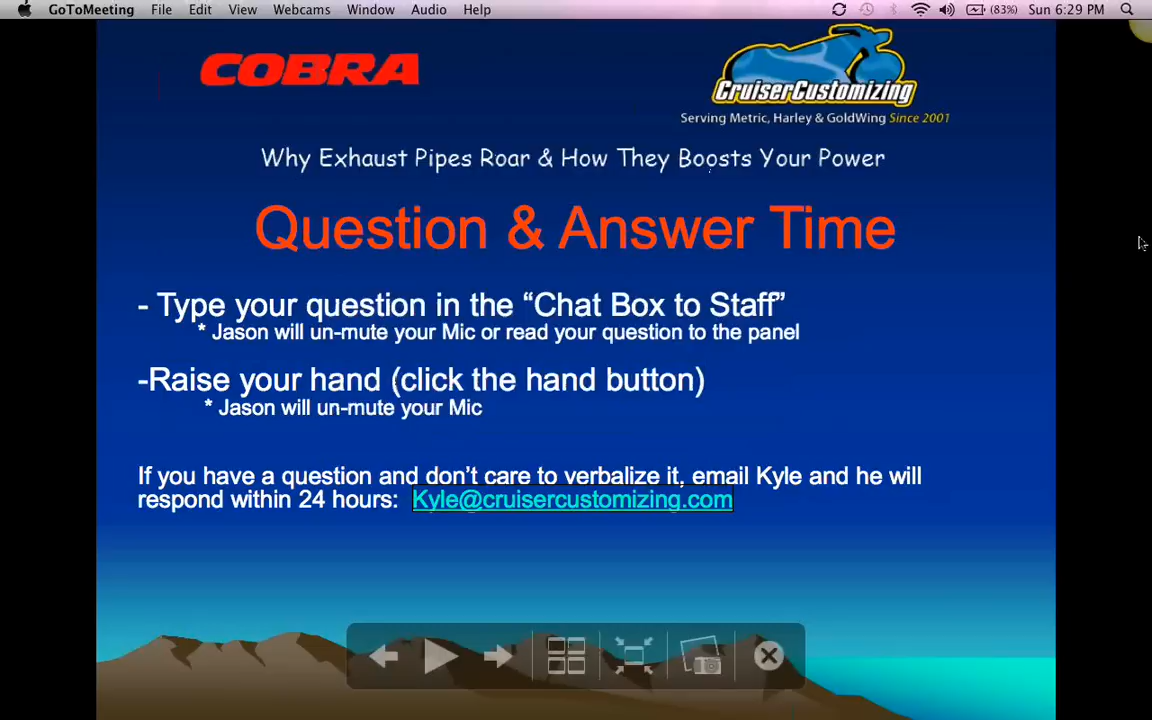 GoToMeeting File Edit View Webcams Window Audio Help (83%) Sun 6:29 PM
COBRA
CruiserCustomizing
Serving Metric, Harley & GoldWing Since 2001
Why Exhaust Pipes Roar & How They Boosts Your Power
Question & Answer Time
- Type your question in the “Chat Box to Staff”
* Jason will un-mute your Mic or read your question to the panel
-Raise your hand (click the hand button)
* Jason will un-mute your Mic
If you have a question and don’t care to verbalize it, email Kyle and he will
respond within 24 hours: Kyle@cruisercustomizing.com